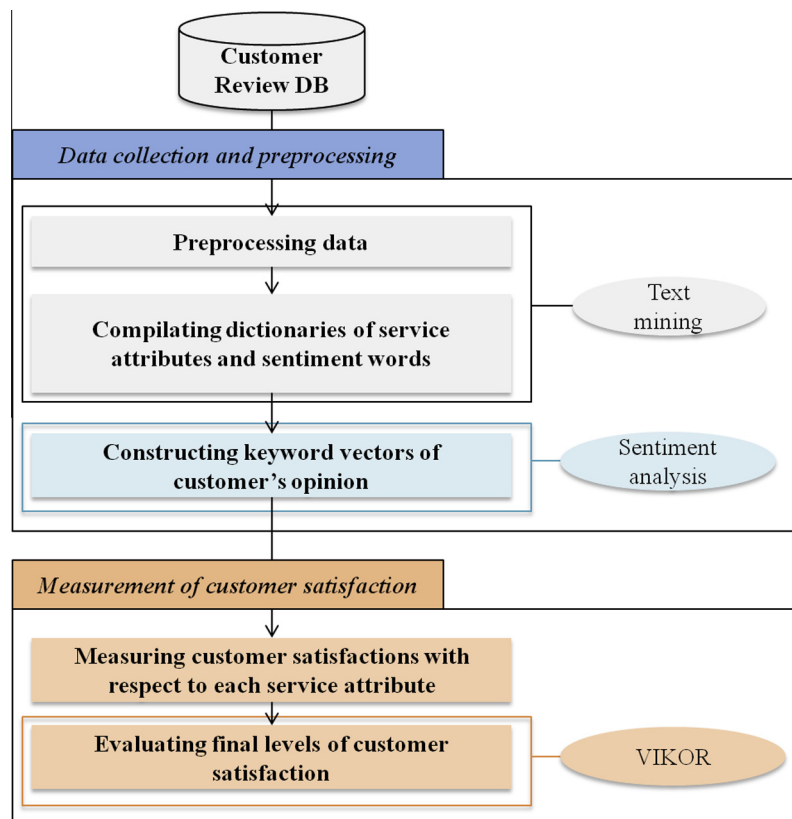 Customer
Review DB
Data collection and preprocessing
Preprocessing data
Compilating dictionaries of service
attributes and sentiment words
Text
mining
Constructing keyword vectors of
customer’s opinion
Sentiment
analysis
Measurement of customer satisfaction
Measuring customer satisfactions with
respect to each service attribute
Evaluating final levels of customer
satisfaction
VIKOR